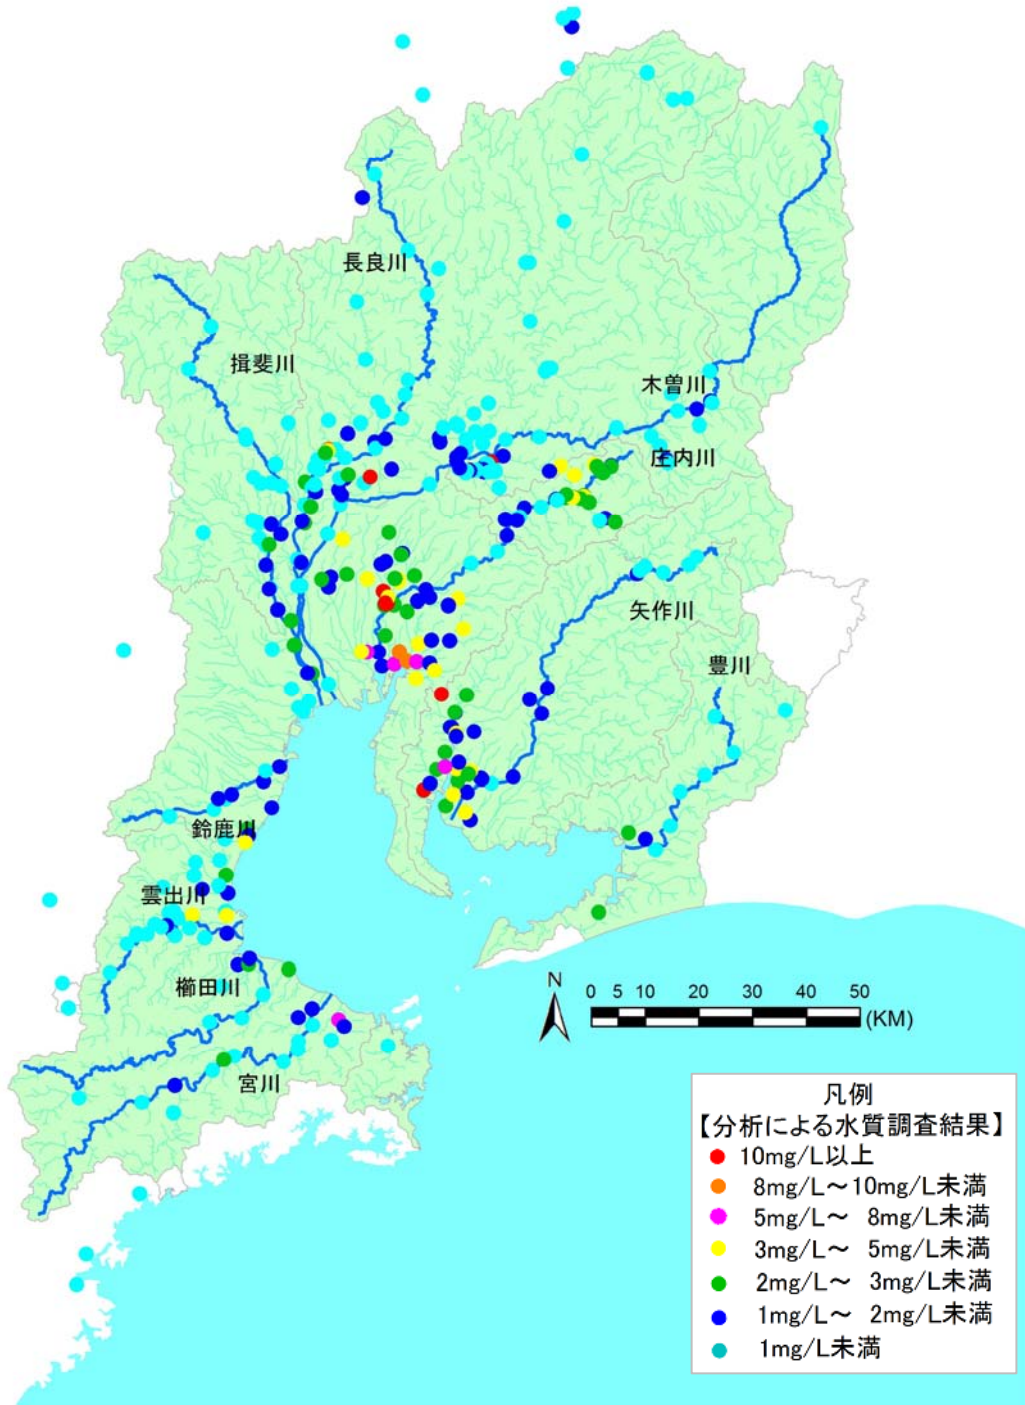 長良川
揖斐川
木曽川
庄内川
矢作川
豊川
鈴鹿川
雲出川
櫛田川
宮川
N
0 5 10 20 30 40 50
(KM)
凡例
【分析による水質調査結果】
10mg/L以上
8mg/L～10mg/L未満
5mg/L～ 8mg/L未満
3mg/L～ 5mg/L未満
2mg/L～ 3mg/L未満
1mg/L～ 2mg/L未満
1mg/L未満